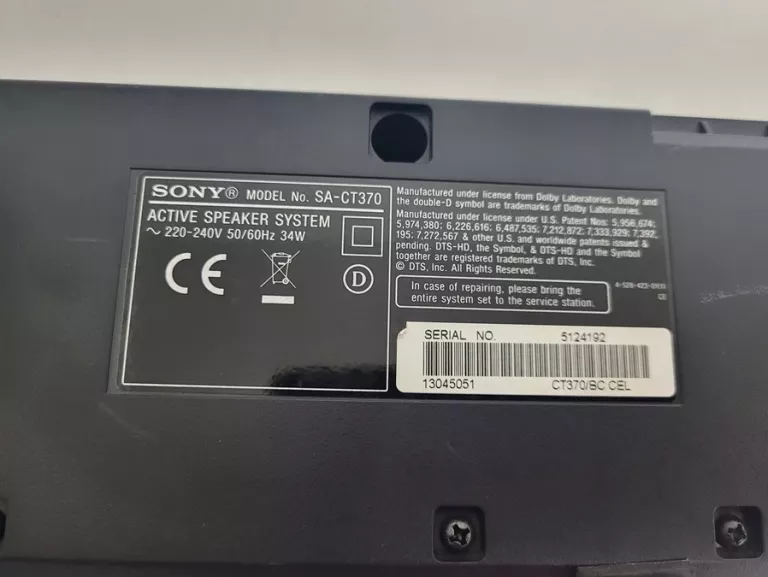 SONY® MODEL No. SA-CT370
ACTIVE SPEAKER SYSTEM
~ 220-240V 50/60Hz 34W
CE
D
Manufactured under license from Dolby Laboratories. Dolby and
the double-D symbol are trademarks of Dolby Laboratories.
Manufactured under license under U.S. Patent Nos: 5,956,674;
5,974,380; 6,226,616; 6,487,535; 7,212,872; 7,333,929; 7,392,
195; 7,272,567 & other U.S. and worldwide patents issued &
pending. DTS-HD, the Symbol, & DTS-HD and the Symbol
together are registered trademarks of DTS, Inc.
© DTS, Inc. All Rights Reserved.
In case of repairing, please bring the
entire system set to the service station.
CE
SERIAL NO. 5124192
13045051 CT370/BC CEL